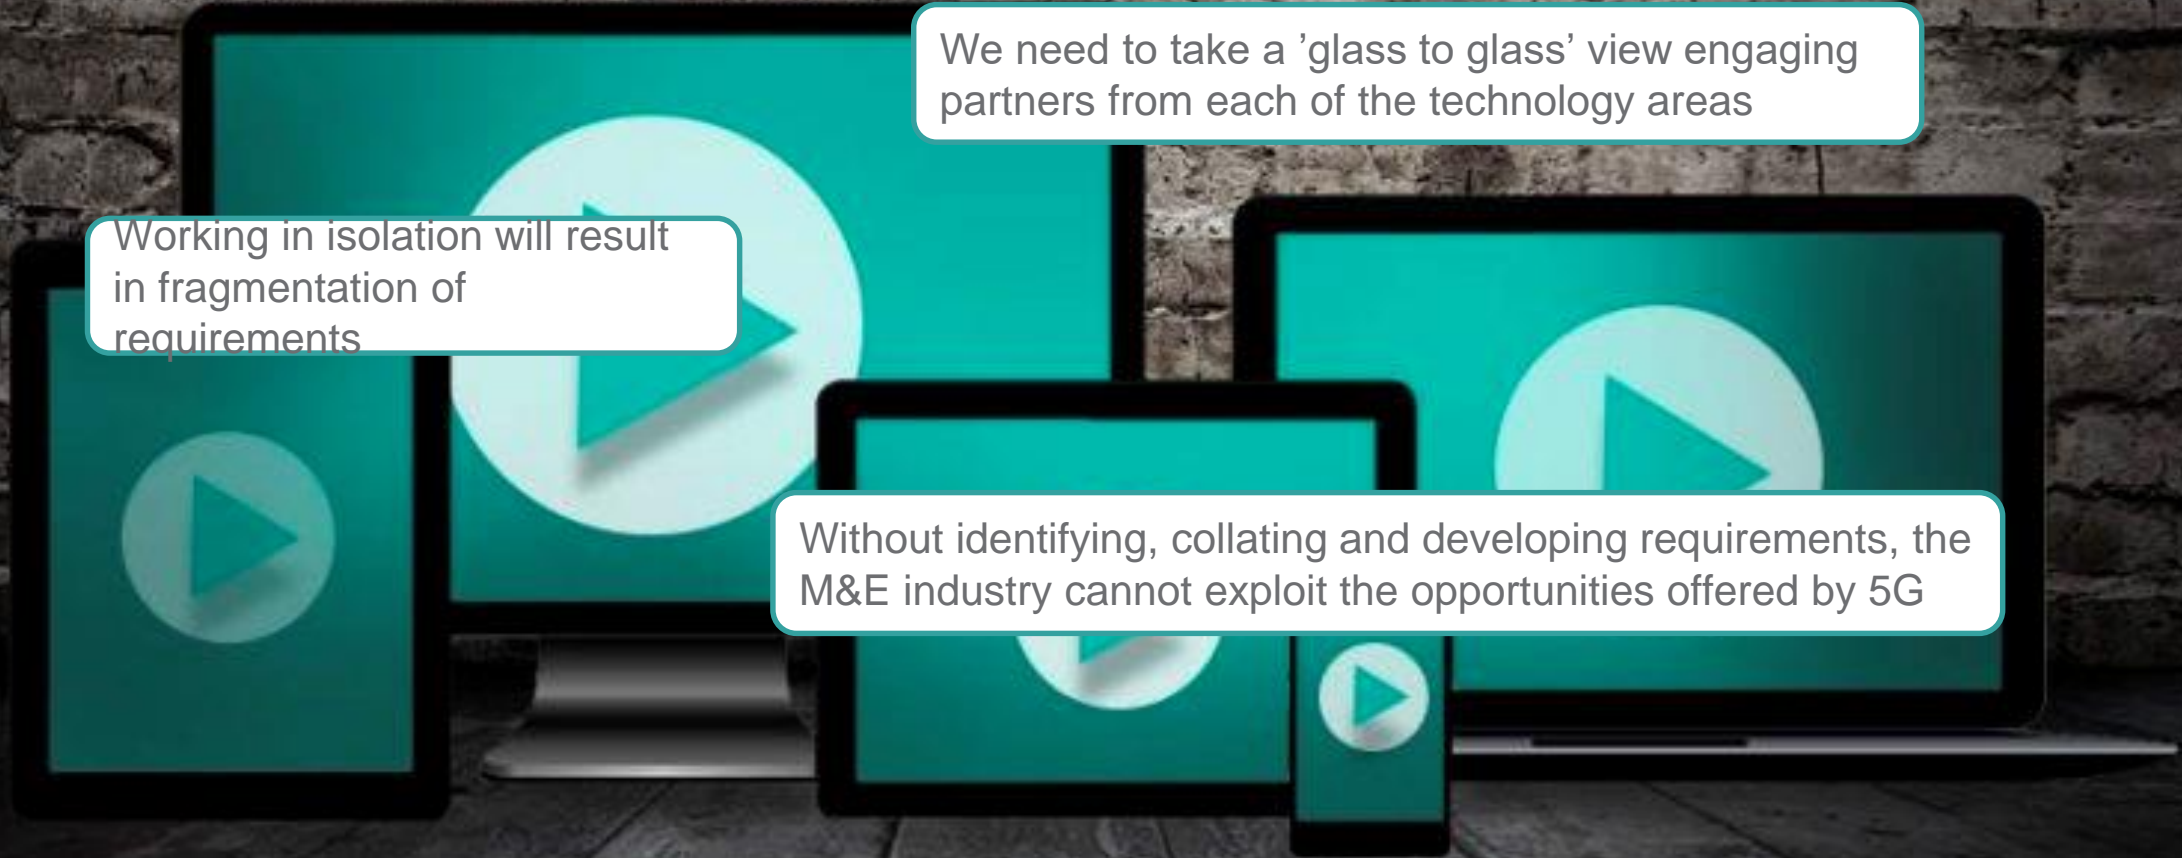 We need to take a ’glass to glass’ view engaging
partners from each of the technology areas
Working in isolation will result
in fragmentation of
requirements
Without identifying, collating and developing requirements, the
M&E industry cannot exploit the opportunities offered by 5G